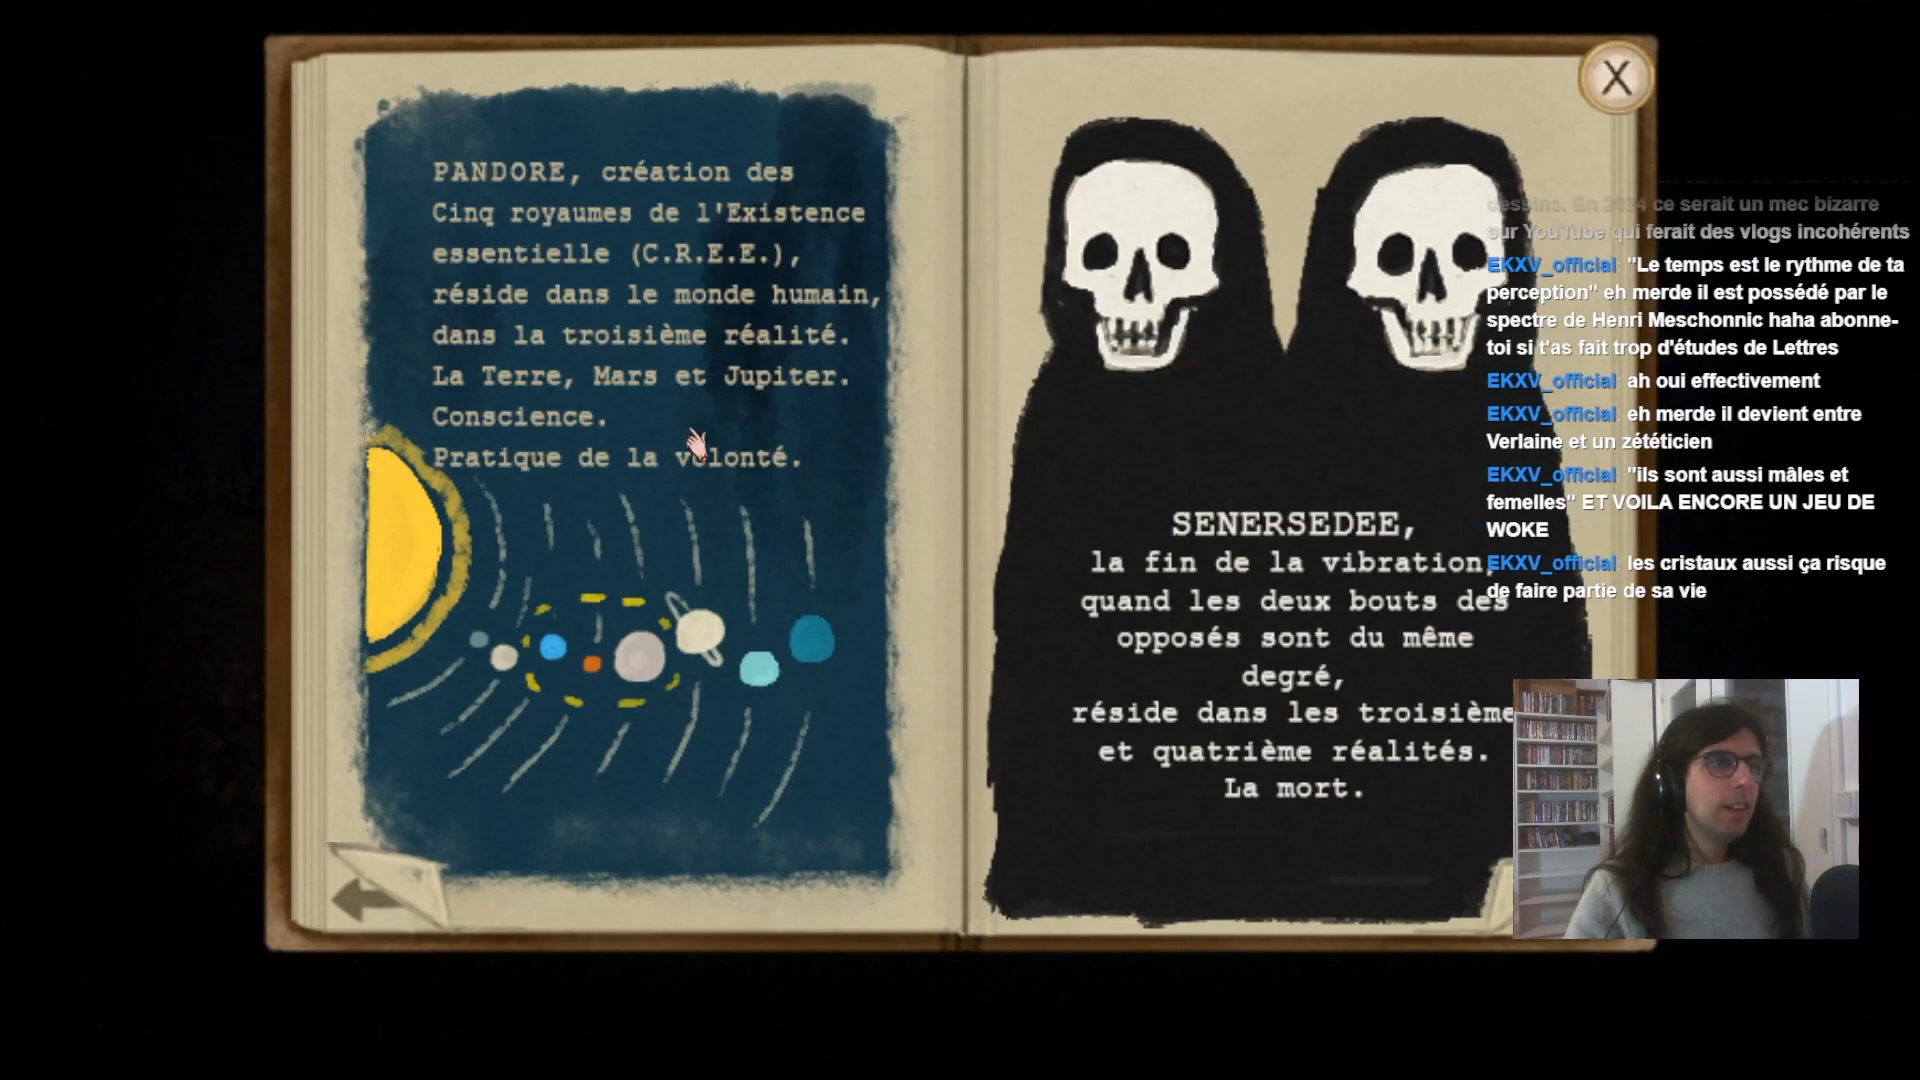 PANDORE, création des
Cinq royaumes de l'Existence
essentielle (C.R.E.E.),
réside dans le monde humain,
dans la troisième réalité.
La Terre, Mars et Jupiter.
Conscience.
Pratique de la volonté.
SENERSEDEE,
la fin de la vibration,
quand les deux bouts des
opposés sont du même
degré,
réside dans les troisième
et quatrième réalités.
La mort.
X
dessins. En 2024 ce serait un mec bizarre
sur YouTube qui ferait des vlogs incohérents
EKXV_official "Le temps est le rythme de ta
perception" eh merde il est possédé par le
spectre de Henri Meschonnic haha abonne-
toi si t'as fait trop d'études de Lettres
EKXV_official ah oui effectivement
EKXV_official eh merde il devient entre
Verlaine et un zététicien
EKXV_official "ils sont aussi mâles et
femelles" ET VOILA ENCORE UN JEU DE
WOKE
EKXV_official les cristaux aussi ça risque
de faire partie de sa vie